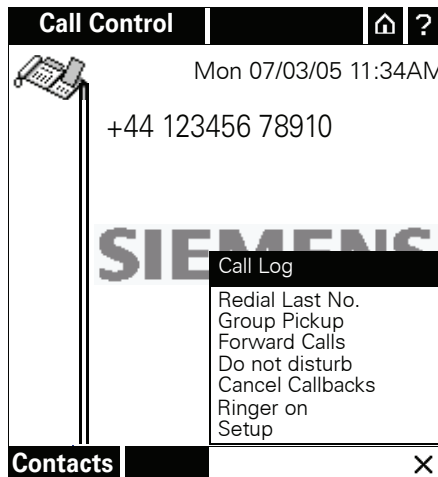 Call Control ?
Mon 07/03/05 11:34AM
+44 123456 78910
SIEMENS
Call Log
Redial Last No.
Group Pickup
Forward Calls
Do not disturb
Cancel Callbacks
Ringer on
Setup
Contacts